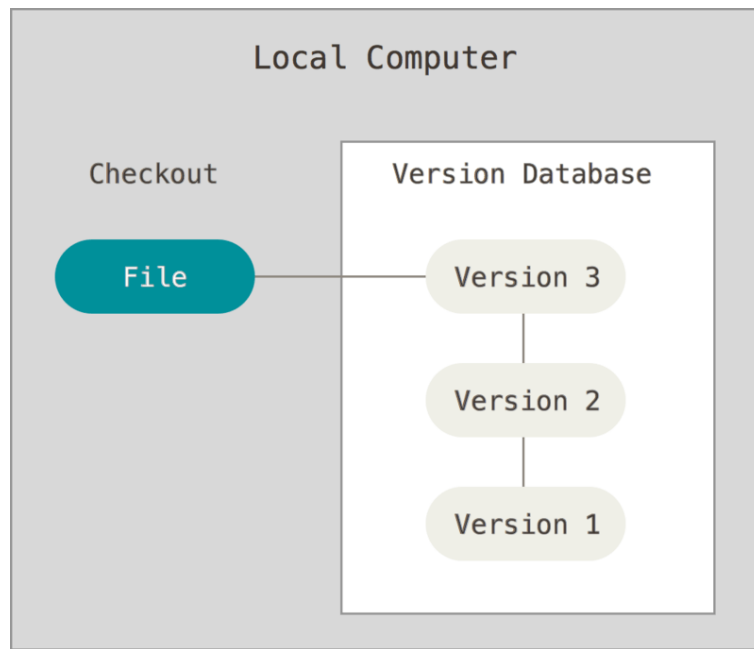 Local Computer
Checkout
Version Database
File
Version 3
Version 2
Version 1